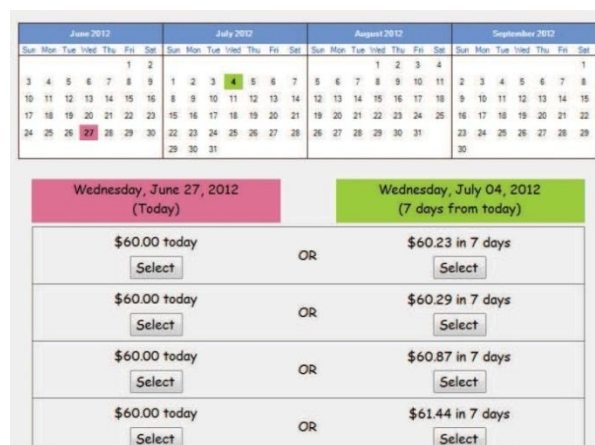 June 2012 July 2012 August 2012 September 2012
Sun Mon Tue Wed Thu Fri Sat Sun Mon Tue Wed Thu Fri Sat Sun Mon Tue Wed Thu Fri Sat Sun Mon Tue Wed Thu Fri Sat
1 2 1 2 3 4 1
3 4 5 6 7 8 9 1 2 3 4 5 6 7 5 6 7 8 9 10 11 2 3 4 5 6 7 8
10 11 12 13 14 15 16 8 9 10 11 12 13 14 12 13 14 15 16 17 18 9 10 11 12 13 14 15
17 18 19 20 21 22 23 15 16 17 18 19 20 21 19 20 21 22 23 24 25 16 17 18 19 20 21 22
24 25 26 27 28 29 30 22 23 24 25 26 27 28 26 27 28 29 30 31 23 24 25 26 27 28 29
29 30 31 30
Wednesday, June 27, 2012 Wednesday, July 04, 2012
(Today) (7 days from today)
$60.00 today OR $60.23 in 7 days
Select Select
$60.00 today OR $60.29 in 7 days
Select Select
$60.00 today OR $60.87 in 7 days
Select Select
$60.00 today OR $61.44 in 7 days
Select Select